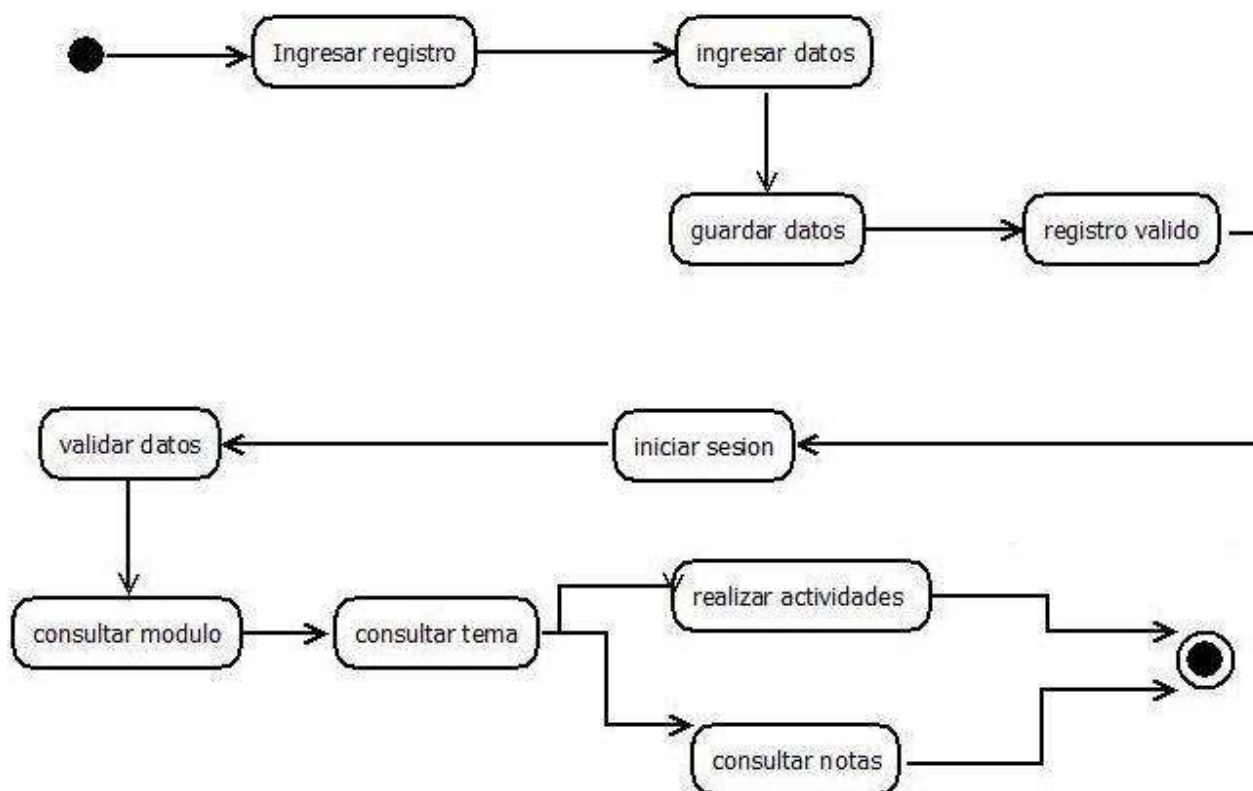 Ingresar registro
ingresar datos
guardar datos
registro valido
iniciar sesion
validar datos
consultar modulo
consultar tema
realizar actividades
consultar notas